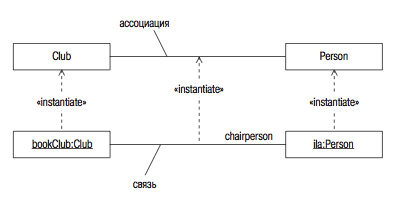 ассоциация
Club
Person
«instantiate»
«instantiate»
«instantiate»
chairperson
bookClub:Club
ila:Person
связь